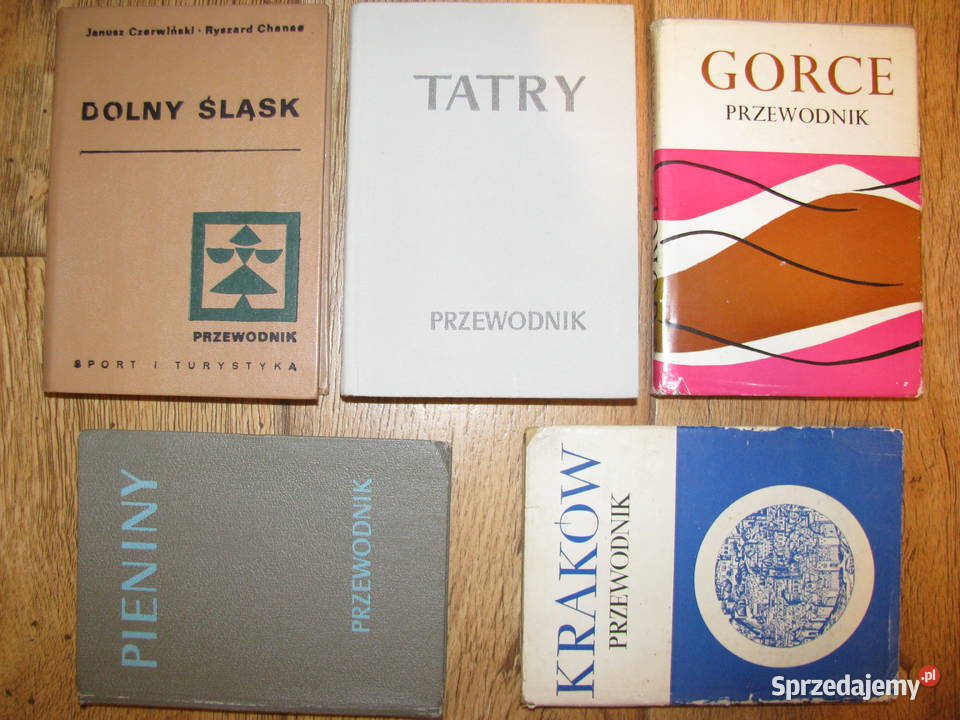 Janusz Czerwiński • Ryszard Chanas
DOLNY ŚLĄSK
PRZEWODNIK
SPORT I TURYSTYKA
TATRY
PRZEWODNIK
GORCE
PRZEWODNIK
PIENINY
PRZEWODNIK
KRAKÓW
PRZEWODNIK
Sprzedajemy.pl